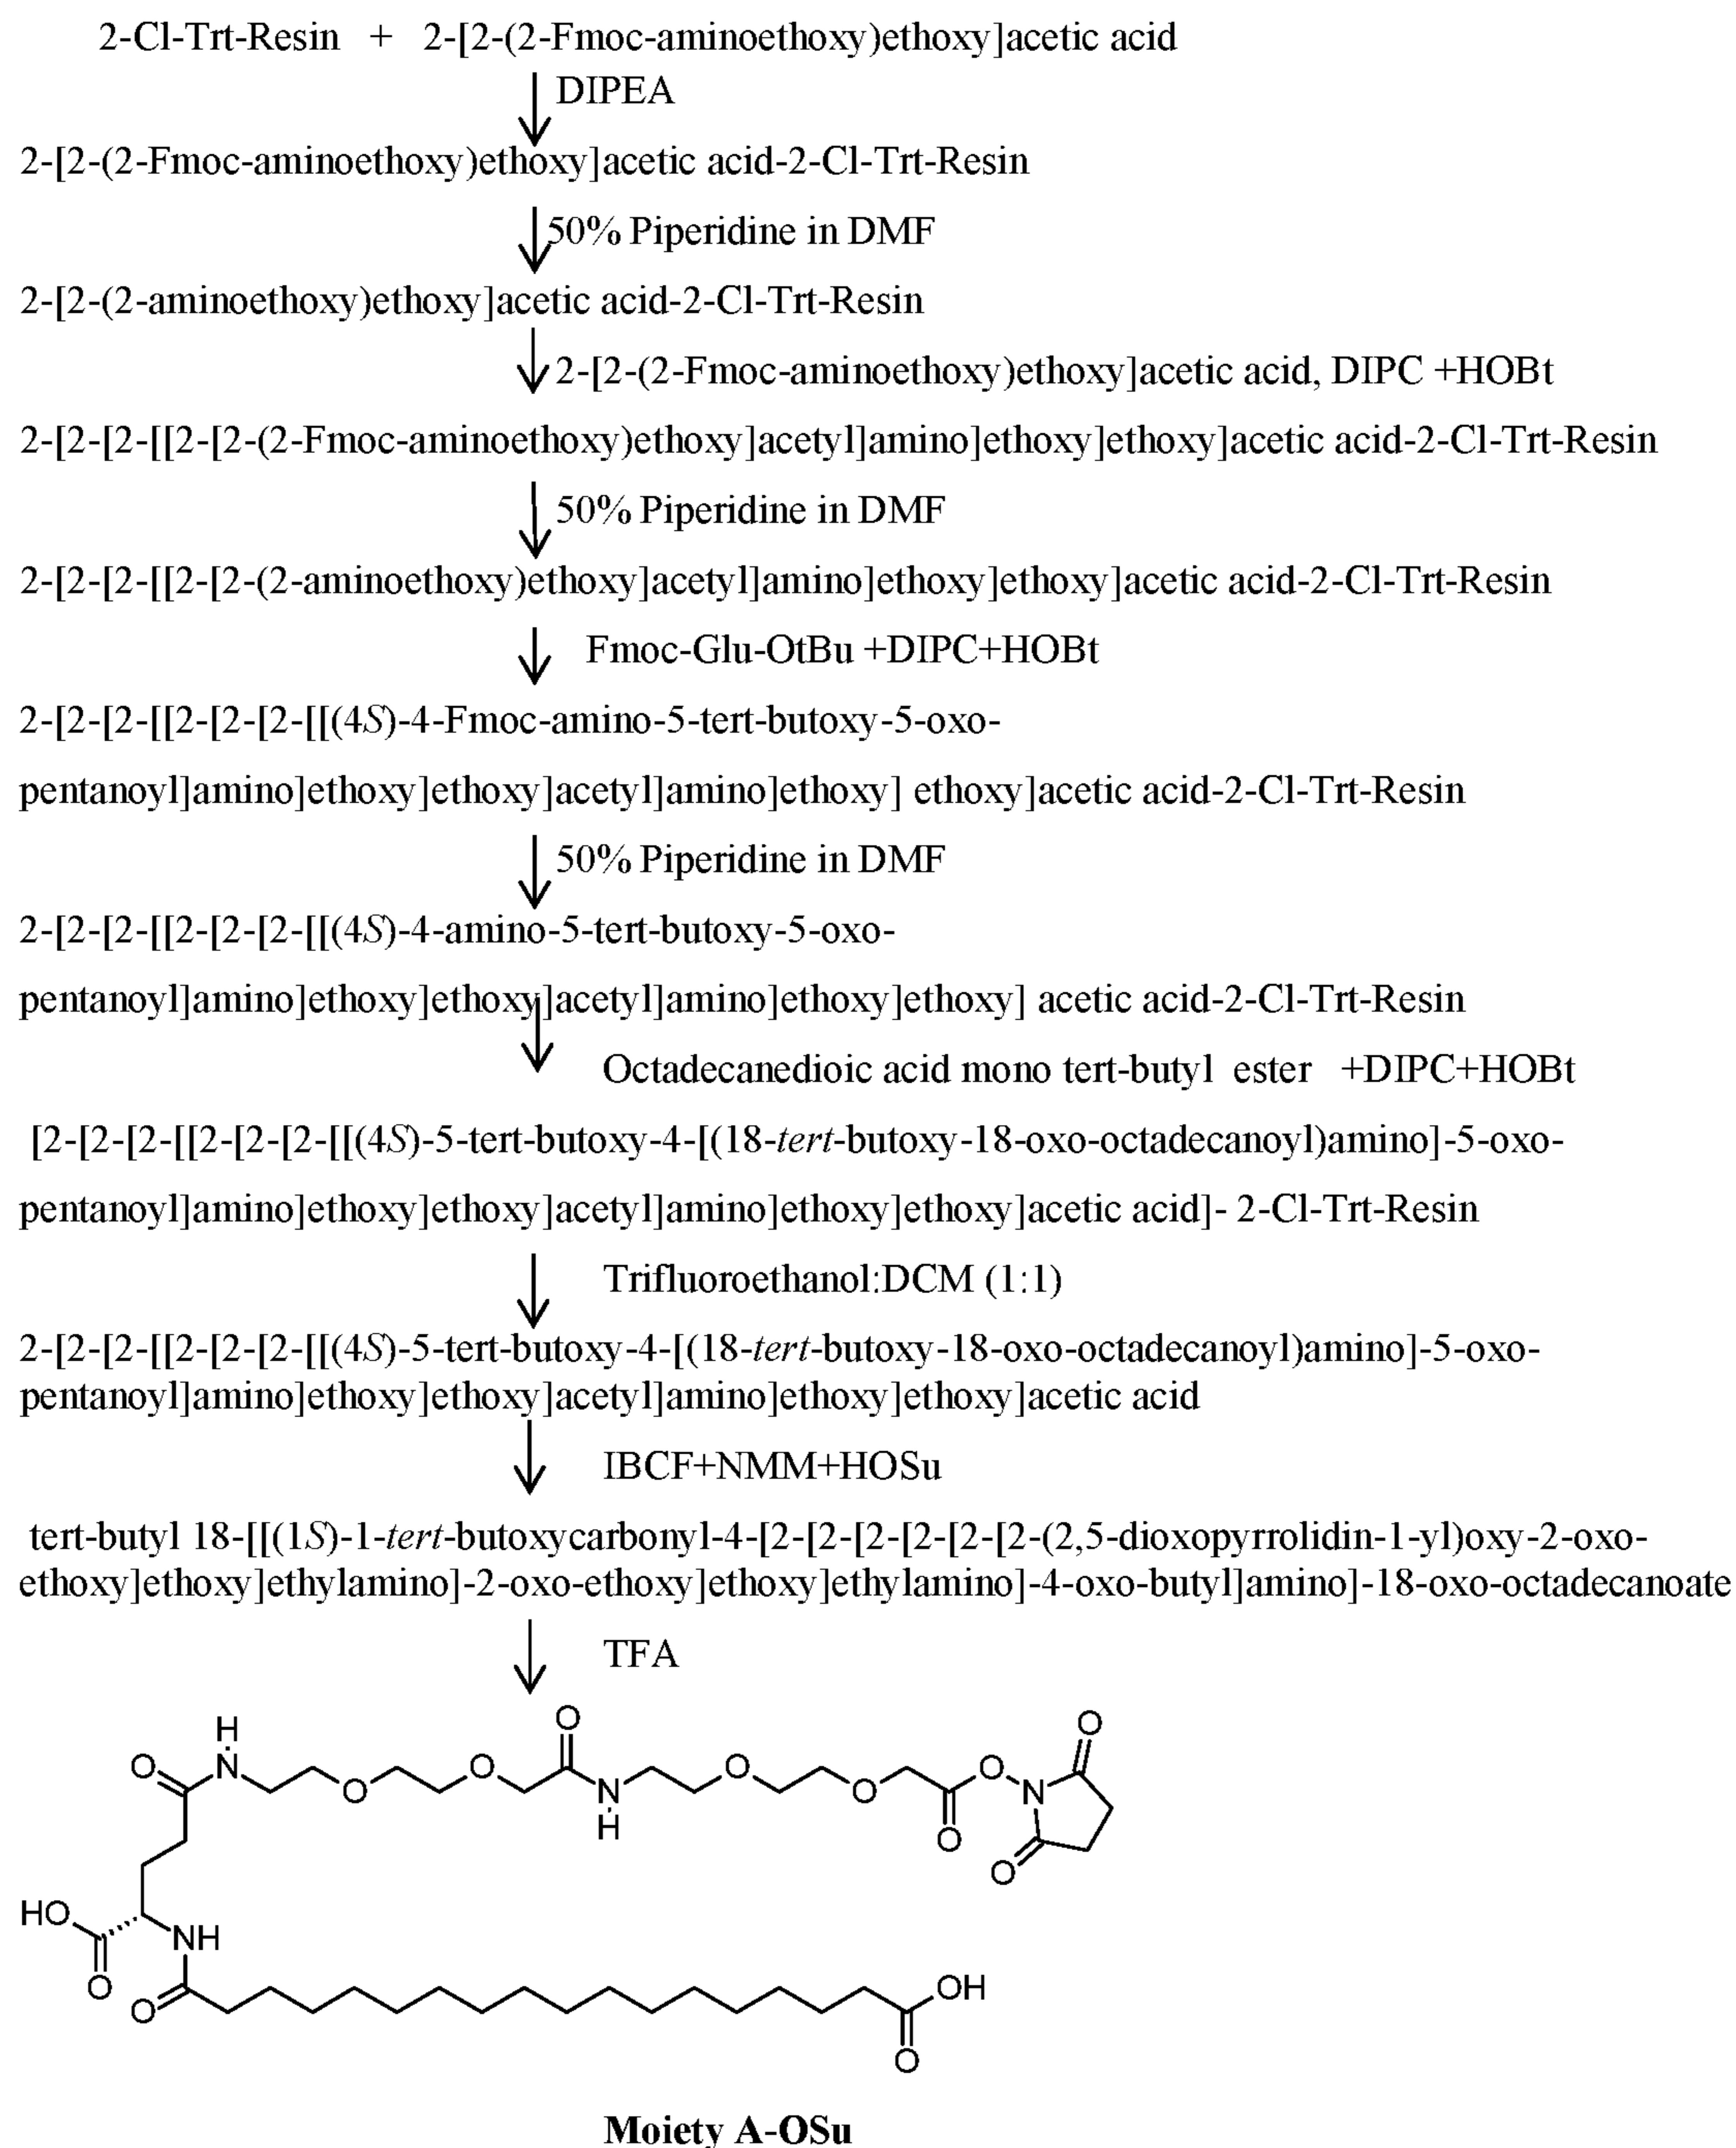 2-Cl-Trt-Resin + 2-[2-(2-Fmoc-aminoethoxy)ethoxy]acetic acid
DIPEA
2-[2-(2-Fmoc-aminoethoxy)ethoxy]acetic acid-2-Cl-Trt-Resin
50% Piperidine in DMF
2-[2-(2-aminoethoxy)ethoxy]acetic acid-2-Cl-Trt-Resin
2-[2-(2-Fmoc-aminoethoxy)ethoxy]acetic acid, DIPC +HOBt
2-[2-[2-[[2-[2-(2-Fmoc-aminoethoxy)ethoxy]acetyl]amino]ethoxy]ethoxy]acetic acid-2-Cl-Trt-Resin
50% Piperidine in DMF
2-[2-[2-[[2-[2-(2-aminoethoxy)ethoxy]acetyl]amino]ethoxy]ethoxy]acetic acid-2-Cl-Trt-Resin
Fmoc-Glu-OtBu +DIPC+HOBt
2-[2-[2-[[2-[2-[2-[[(4S)-4-Fmoc-amino-5-tert-butoxy-5-oxo-
pentanoyl]amino]ethoxy]ethoxy]acetyl]amino]ethoxy] ethoxy]acetic acid-2-Cl-Trt-Resin
50% Piperidine in DMF
2-[2-[2-[[2-[2-[2-[[(4S)-4-amino-5-tert-butoxy-5-oxo-
pentanoyl]amino]ethoxy]ethoxy]acetyl]amino]ethoxy]ethoxy] acetic acid-2-Cl-Trt-Resin
Octadecanedioic acid mono tert-butyl ester +DIPC+HOBt
[2-[2-[2-[[2-[2-[2-[[(4S)-5-tert-butoxy-4-[(18-tert-butoxy-18-oxo-octadecanoyl)amino]-5-oxo-
pentanoyl]amino]ethoxy]ethoxy]acetyl]amino]ethoxy]ethoxy]acetic acid]- 2-Cl-Trt-Resin
Trifluoroethanol:DCM (1:1)
2-[2-[2-[[2-[2-[2-[[(4S)-5-tert-butoxy-4-[(18-tert-butoxy-18-oxo-octadecanoyl)amino]-5-oxo-
pentanoyl]amino]ethoxy]ethoxy]acetyl]amino]ethoxy]ethoxy]acetic acid
IBCF+NMM+HOSu
tert-butyl 18-[[(1S)-1-tert-butoxycarbonyl-4-[2-[2-[2-[2-[2-[2-(2,5-dioxopyrrolidin-1-yl)oxy-2-oxo-
ethoxy]ethoxy]ethylamino]-2-oxo-ethoxy]ethoxy]ethylamino]-4-oxo-butyl]amino]-18-oxo-octadecanoate
TFA
H O O
O N O O O O N
O N O O
H O
HO NH
O O OH
O
Moiety A-OSu